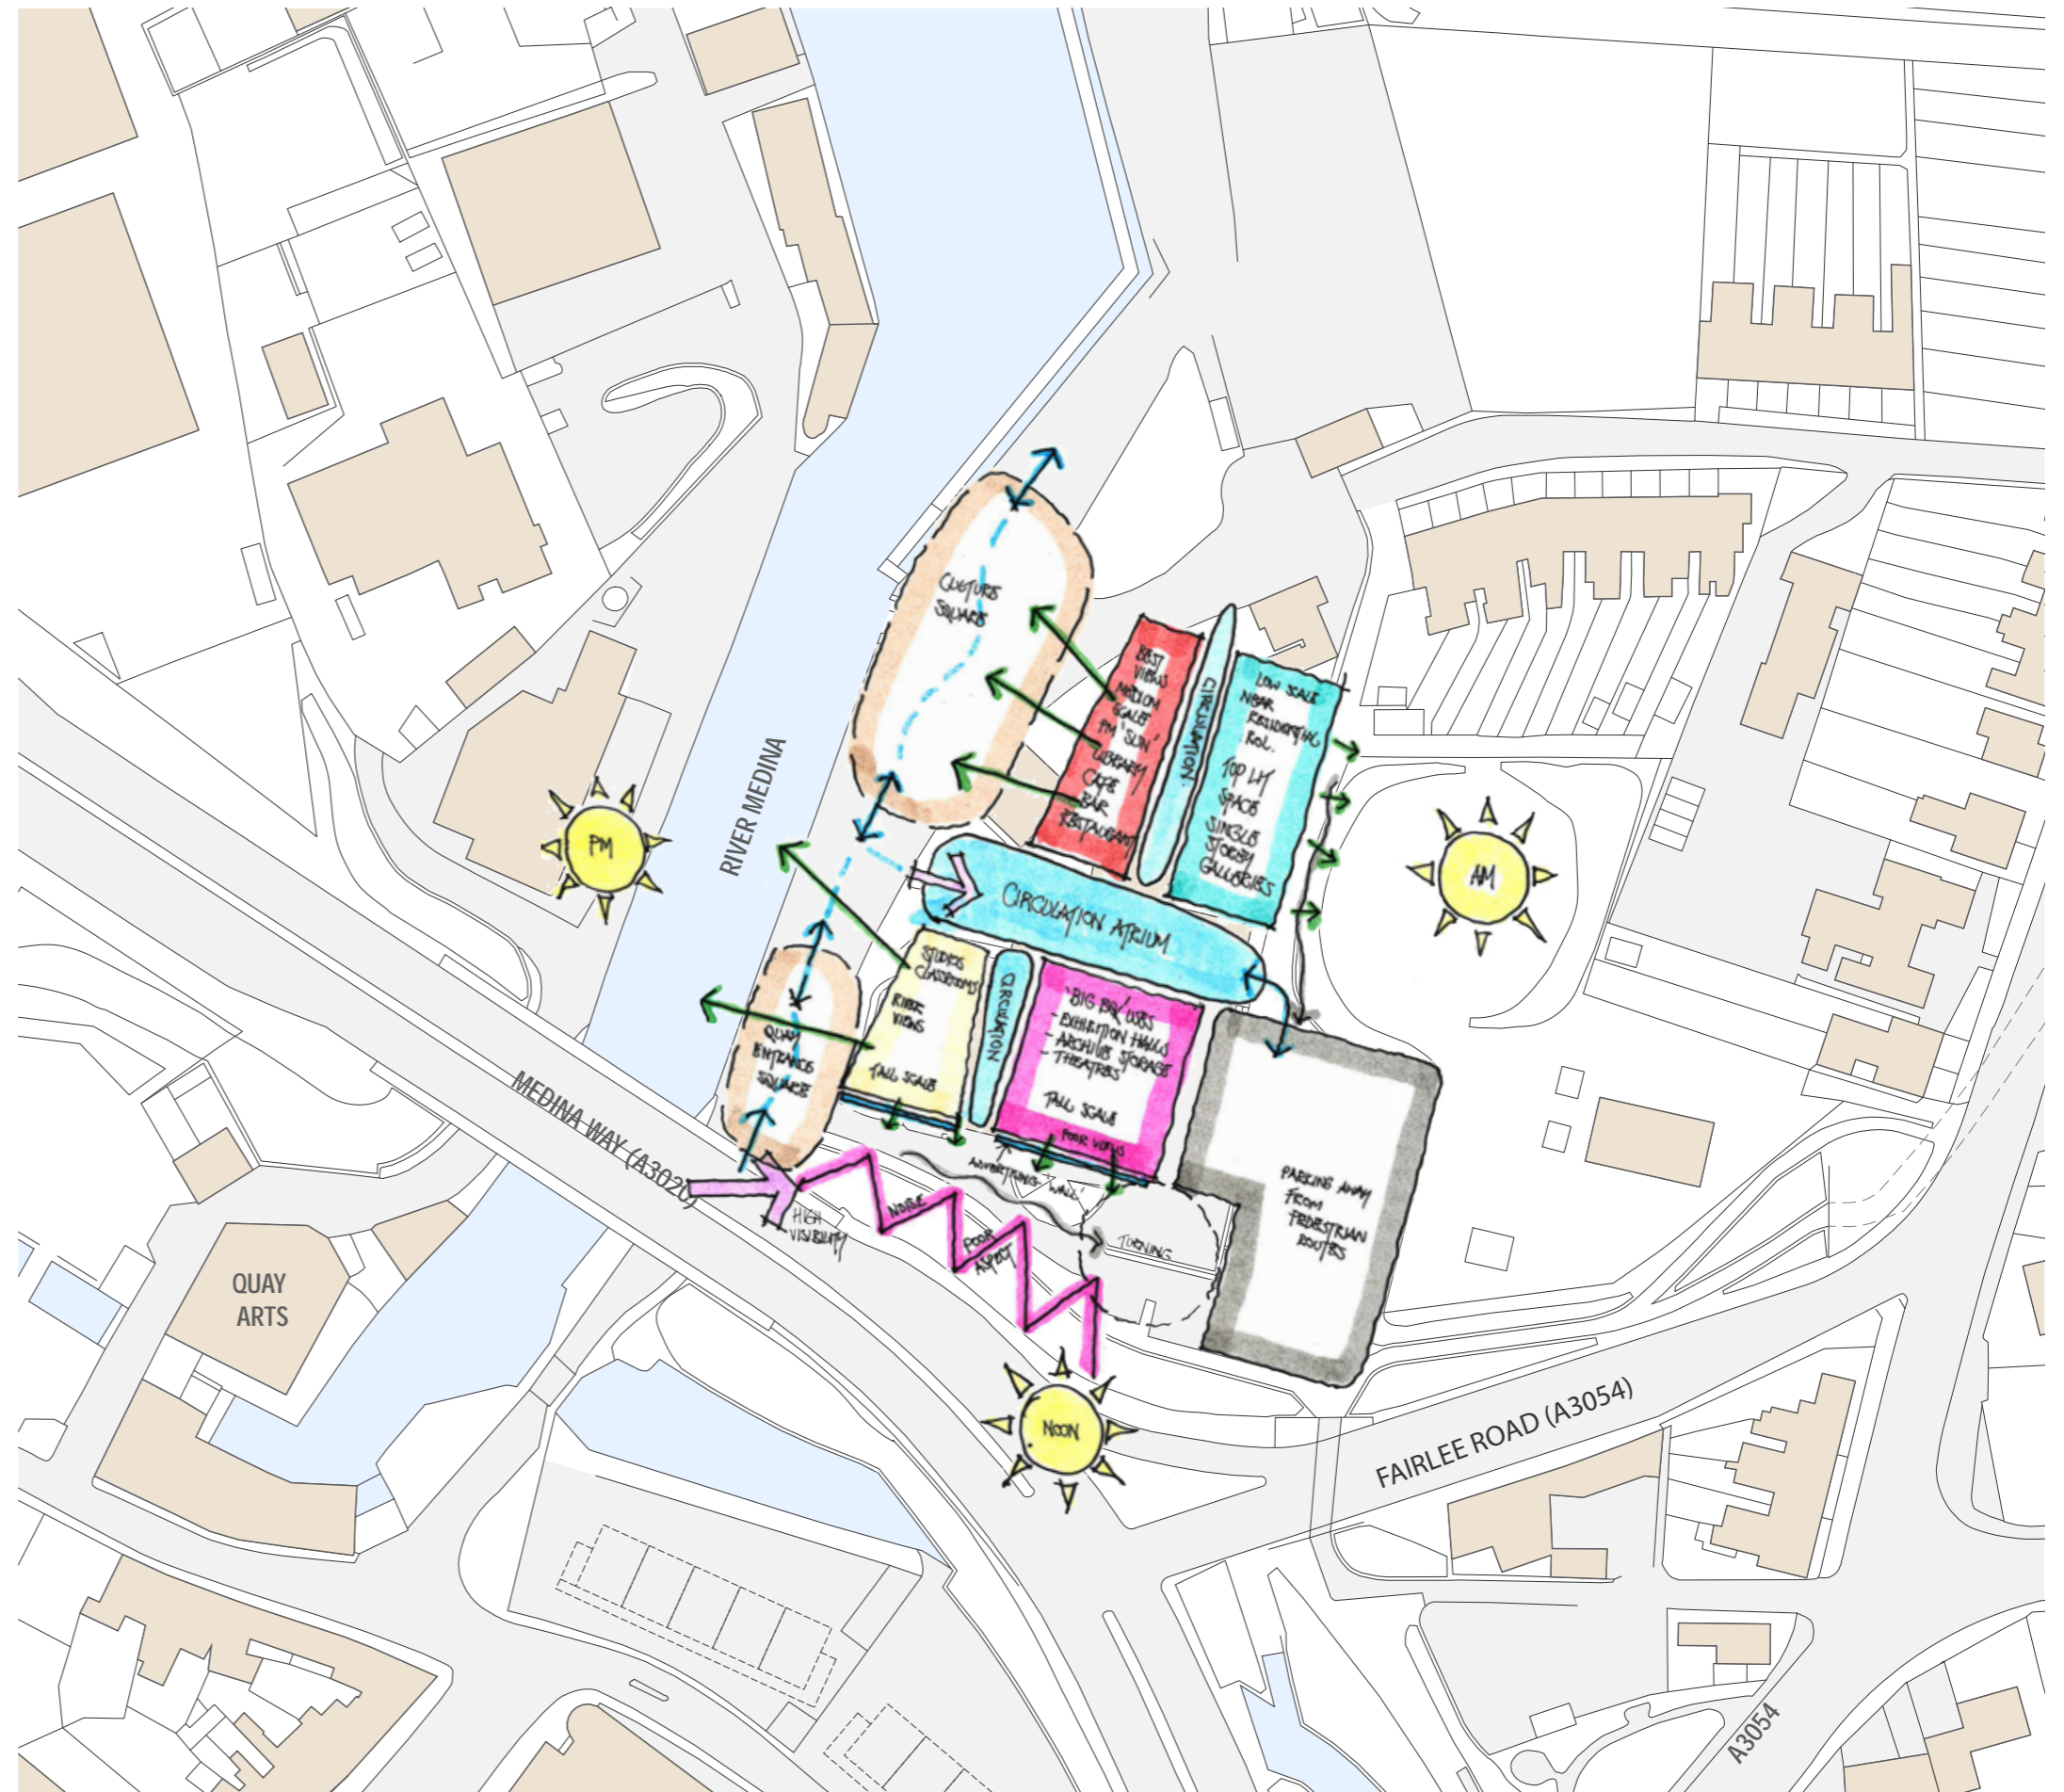 CULTURE
SQUARE
BEST
VIEWS
MEDIUM
SCALE
PM 'SUN'
LIBRARY
CAFE
BAR
RESTAURANT
CIRCULATION
LOW SCALE
NEAR
RESIDENTIAL
R.O.L.
TOP LIT
SPACE
SINGLE
STOREY
GALLERIES
RIVER MEDINA
PM
AM
CIRCULATION ATRIUM
STUDIOS
CLASSROOMS
RIVER
VIEWS
TALL SCALE
CIRCULATION
'BIG BOX' USES
- EXHIBITION HALLS
- ARCHIVE STORAGE
- THEATRES
TALL SCALE
POOR VIEWS
QUAY
ENTRANCE
SQUARE
MEDINA WAY (A3020)
ADVERTISING 'WALL'
HIGH
VISIBILITY
NOISE
POOR
ASPECT
TURNING
PARKING AWAY
FROM
PEDESTRIAN
ROUTES
QUAY
ARTS
NOON
FAIRLEE ROAD (A3054)
A3054